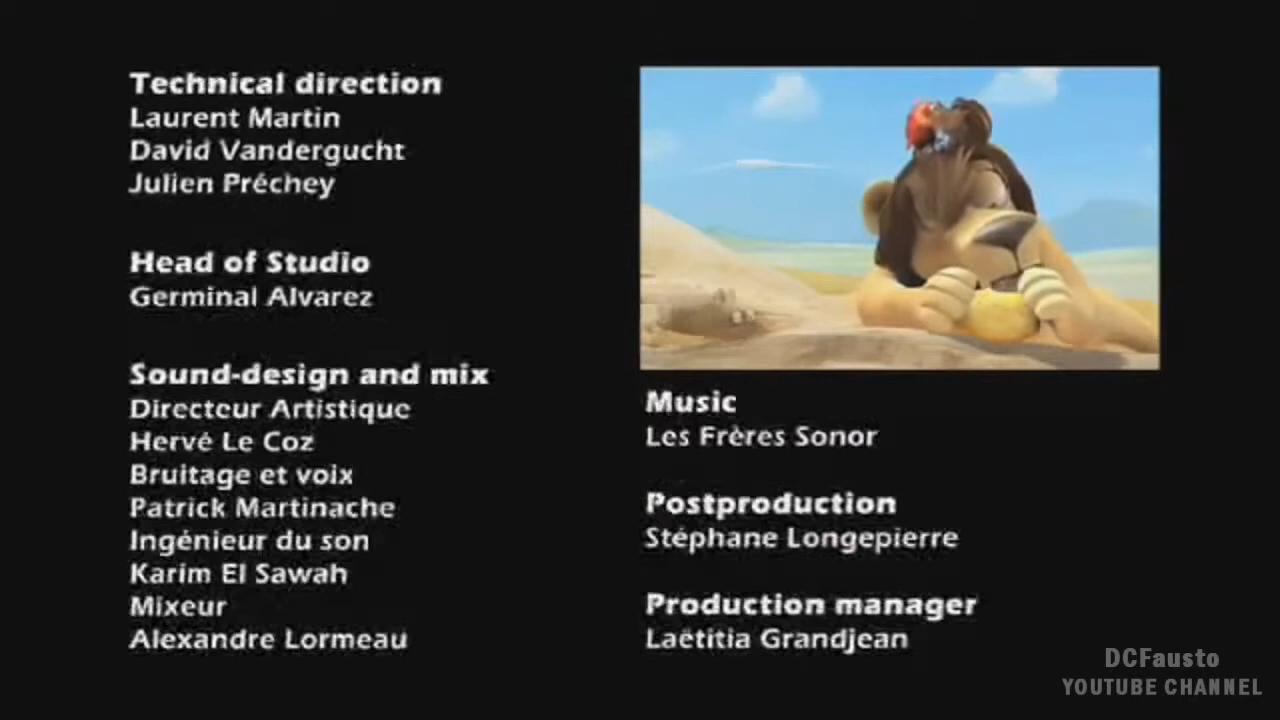 Technical direction
Laurent Martin
David Vandergucht
Julien Préchey
Head of Studio
Germinal Alvarez
Sound-design and mix
Directeur Artistique
Hervé Le Coz
Bruitage et voix
Patrick Martinache
Ingénieur du son
Karim El Sawah
Mixeur
Alexandre Lormeau
Music
Les Frères Sonor
Postproduction
Stéphane Longepierre
Production manager
Laëtitia Grandjean
DCFausto
YOUTUBE CHANNEL